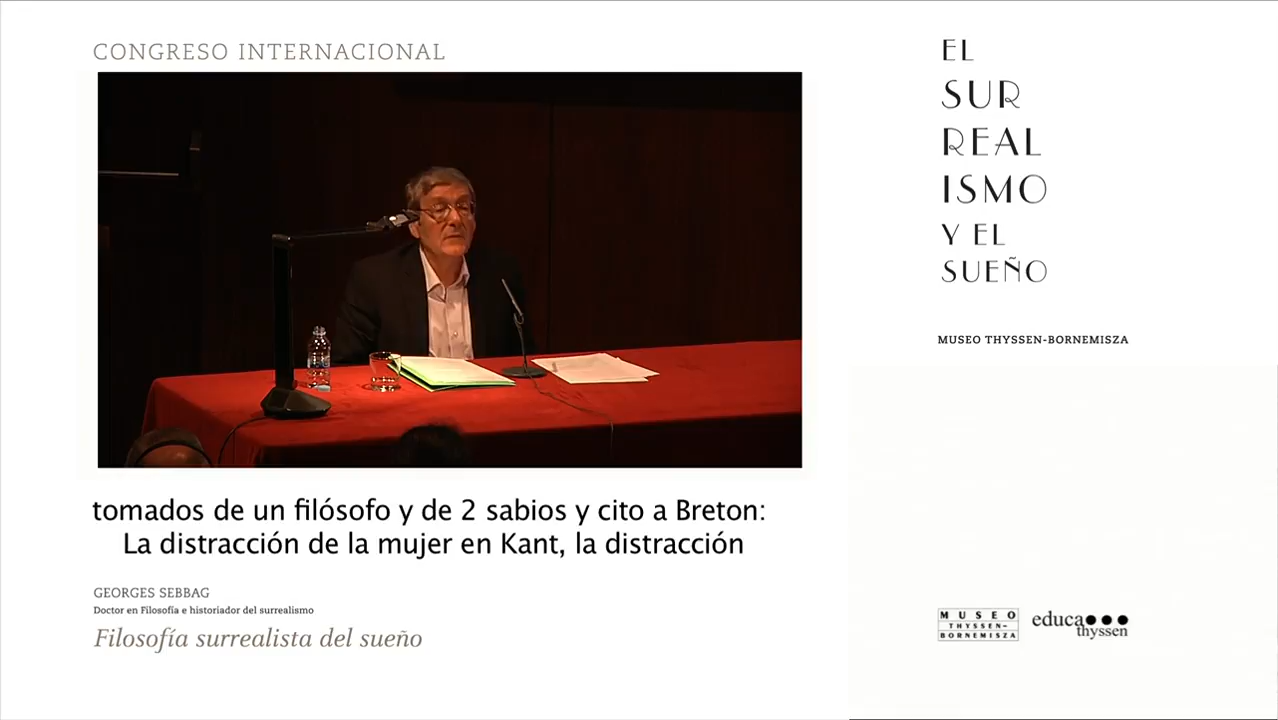 CONGRESO INTERNACIONAL
EL
SUR
REAL
ISMO
Y EL
SUEÑO
MUSEO THYSSEN-BORNEMISZA
tomados de un filósofo y de 2 sabios y cito a Breton:
La distracción de la mujer en Kant, la distracción
GEORGES SEBBAG
Doctor en Filosofía e historiador del surrealismo
Filosofía surrealista del sueño
MUSEO
THYSSEN-
BORNEMISZA
educa
thyssen